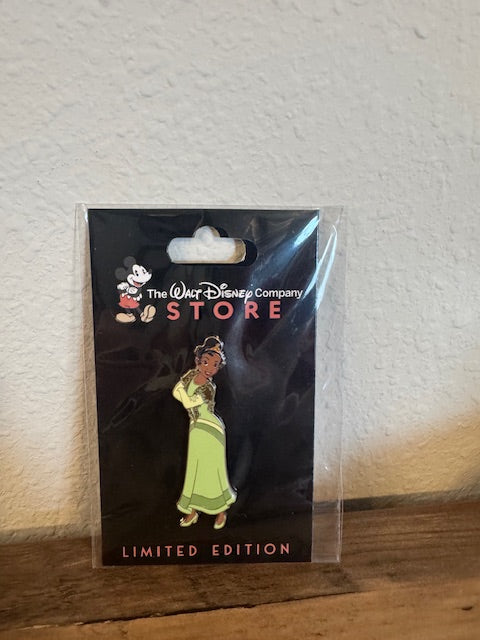 The Walt Disney Company
STORE
LIMITED EDITION